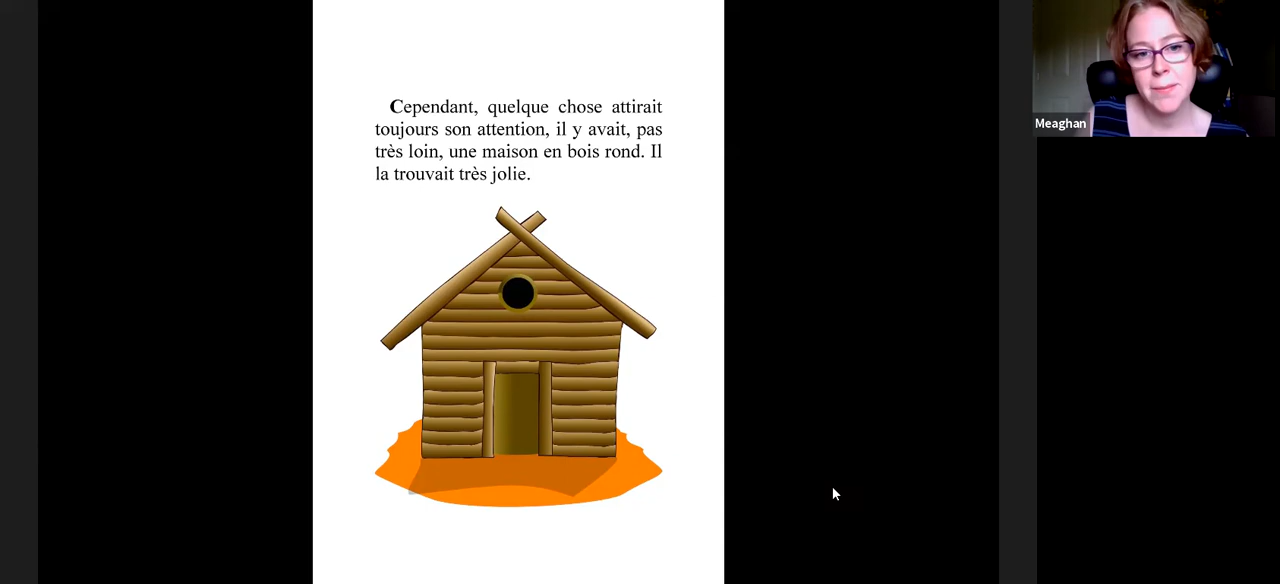 Cependant, quelque chose attirait
toujours son attention, il y avait, pas
très loin, une maison en bois rond. Il
la trouvait très jolie.
Meaghan